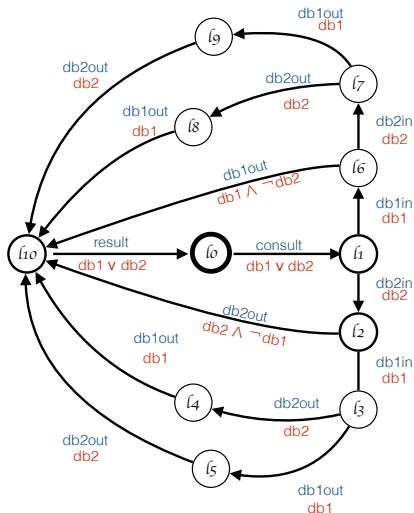 db1out
db1
l9
db2out
db2
l7
db2out
db2
db1out
db1
l8
db2in
db2
l6
db1out
db1 ∧ ¬db2
db1in
db1
l10
result
db1 ∨ db2
l0
consult
db1 ∨ db2
l1
db2in
db2
db2out
db2 ∧ ¬db1
l2
db1out
db1
db1in
db1
l4
db2out
db2
l3
db2out
db2
l5
db1out
db1